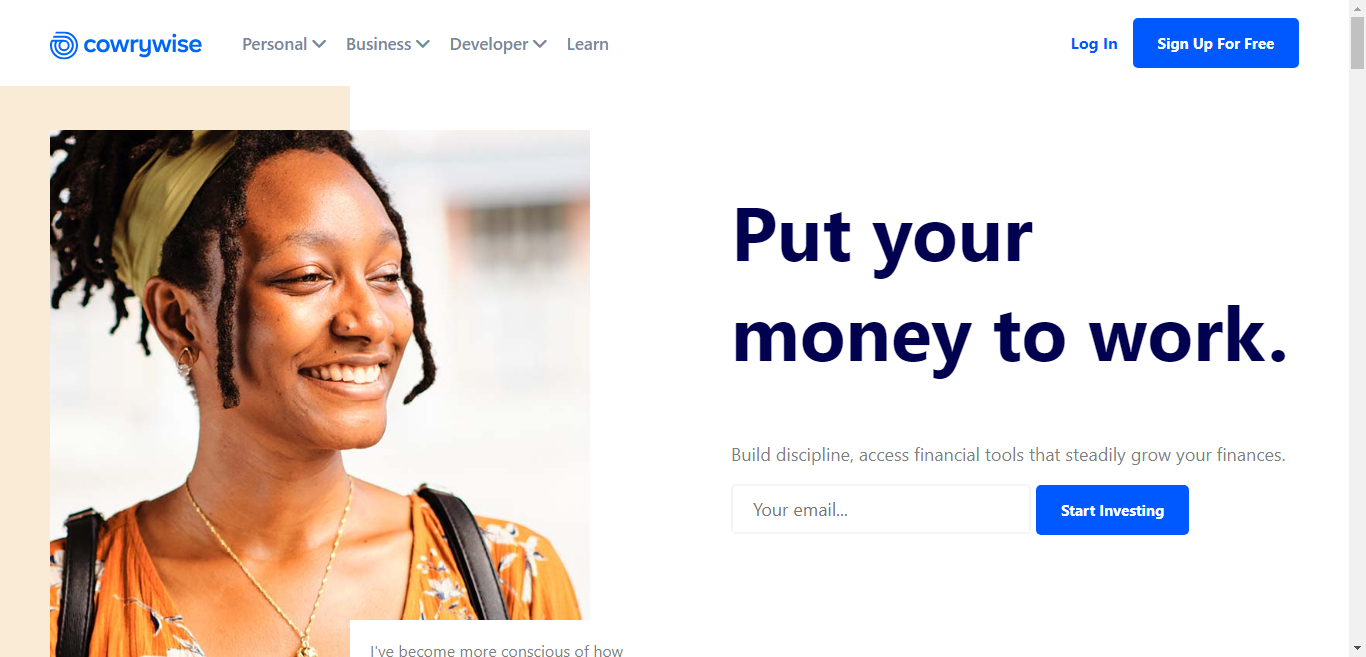 cowrywise Personal Business Developer Learn Log In Sign Up For Free
Put your
money to work.
Build discipline, access financial tools that steadily grow your finances.
Your email... Start Investing
I've become more conscious of how